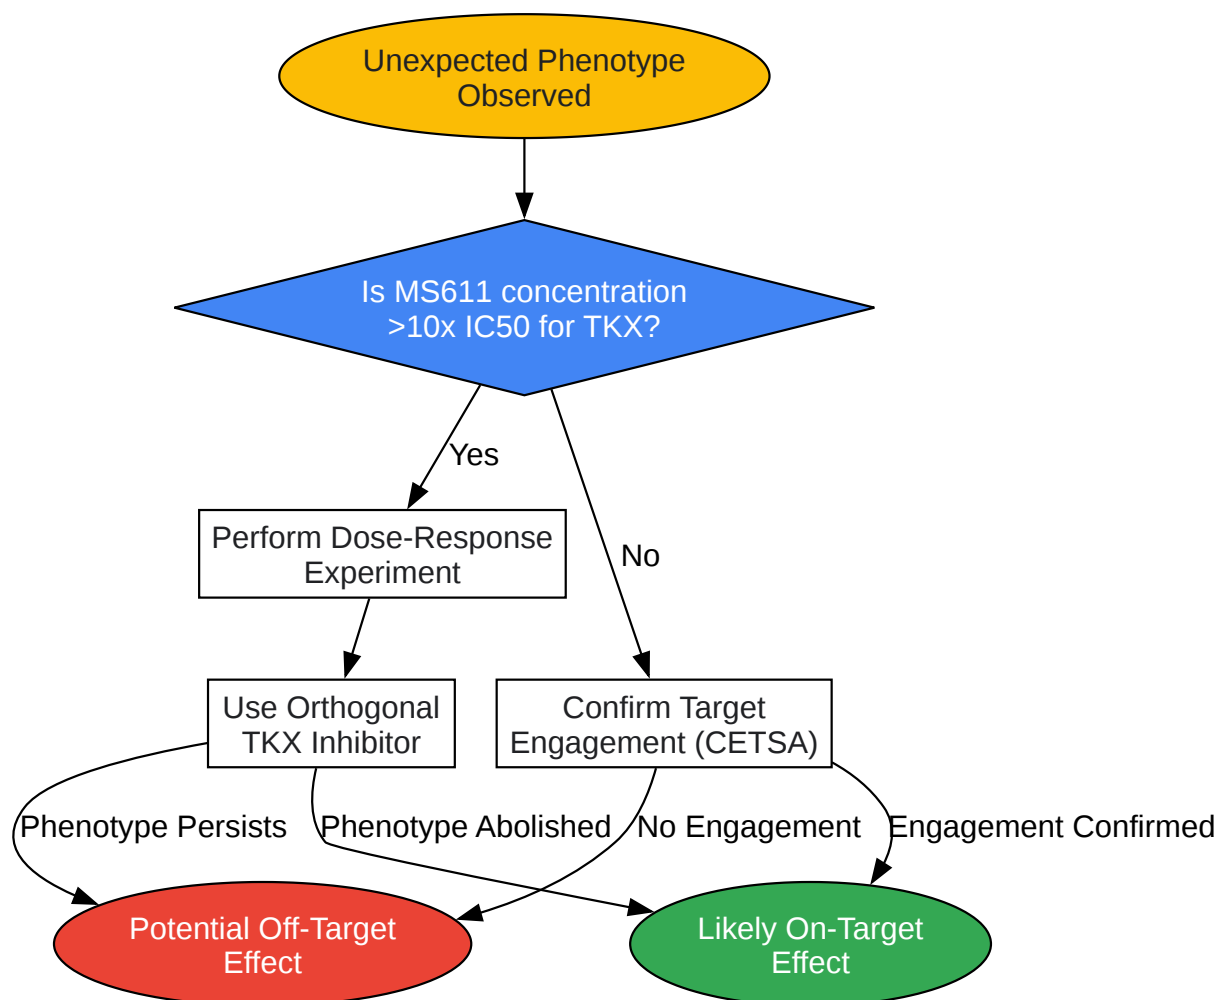 Unexpected Phenotype
Observed
Is MS611 concentration
>10x IC50 for TKX?
Yes
Perform Dose-Response
Experiment
No
Use Orthogonal
TKX Inhibitor
Confirm Target
Engagement (CETSA)
Phenotype Persists
Phenotype Abolished
No Engagement
Engagement Confirmed
Potential Off-Target
Effect
Likely On-Target
Effect